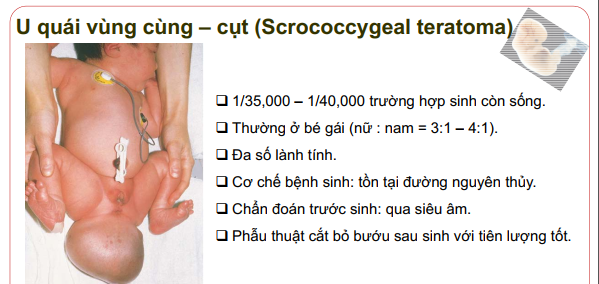 U quái vùng cùng – cụt (Scrococcygeal teratoma)
❑ 1/35,000 – 1/40,000 trường hợp sinh còn sống.
❑ Thường ở bé gái (nữ : nam = 3:1 – 4:1).
❑ Đa số lành tính.
❑ Cơ chế bệnh sinh: tồn tại đường nguyên thủy.
❑ Chẩn đoán trước sinh: qua siêu âm.
❑ Phẫu thuật cắt bỏ bướu sau sinh với tiên lượng tốt.